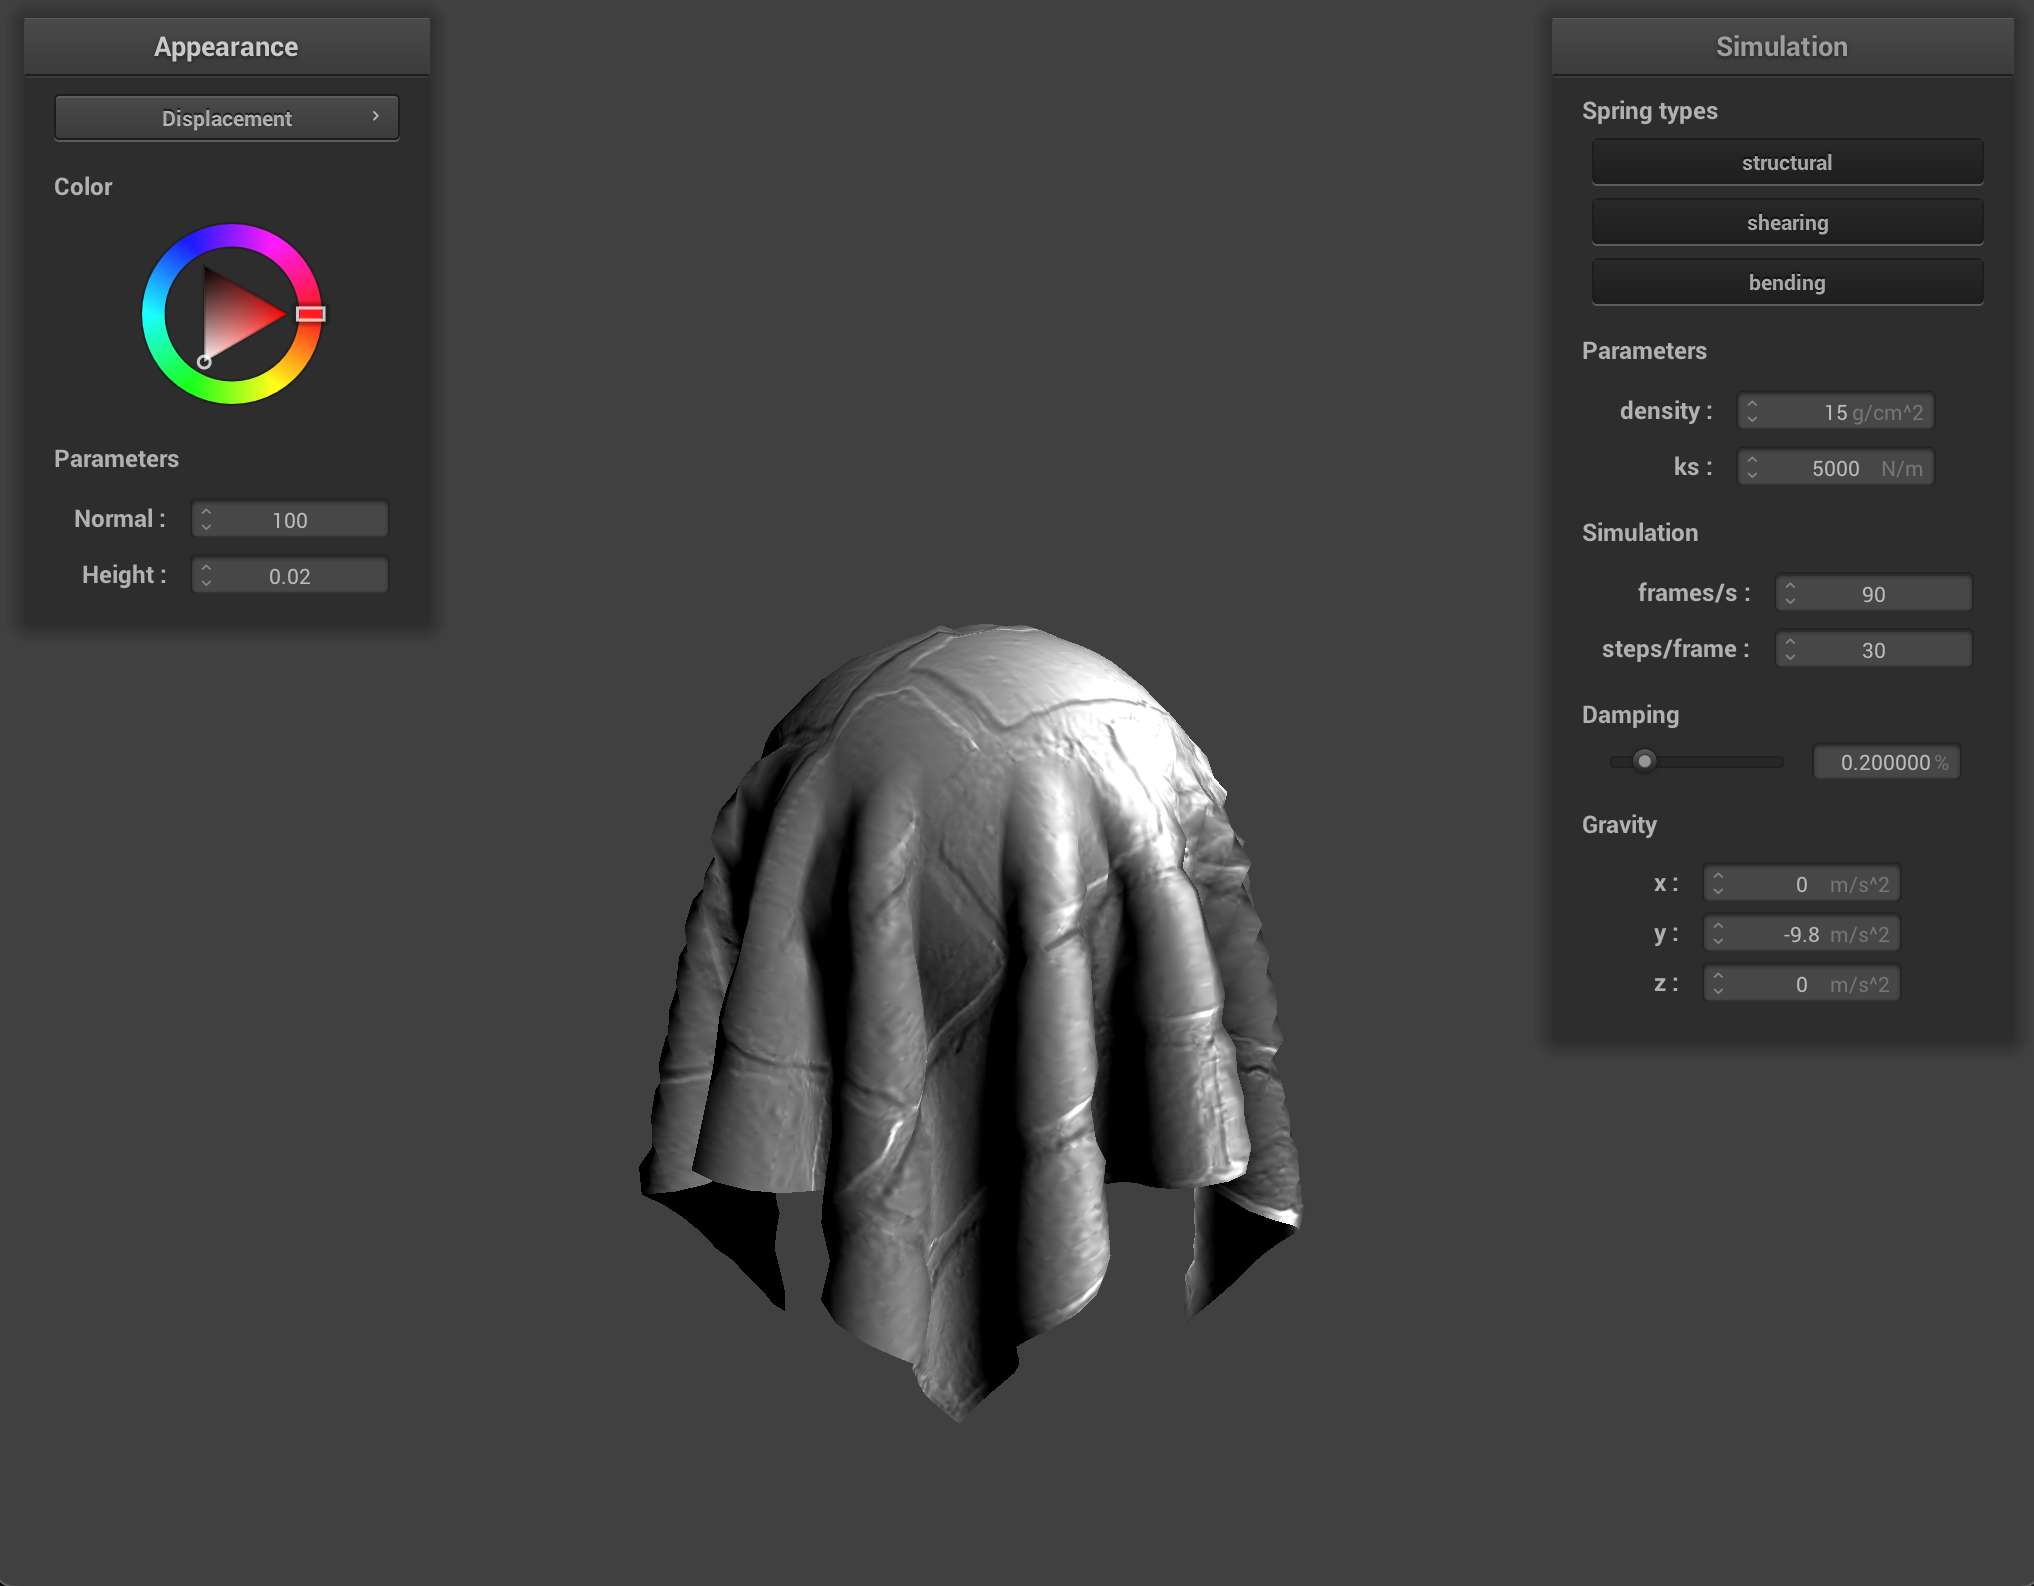 Appearance
Displacement
Color
Parameters
Normal : 100
Height : 0.02
Simulation
Spring types
structural
shearing
bending
Parameters
density : 15 g/cm^2
ks : 5000 N/m
Simulation
frames/s : 90
steps/frame : 30
Damping
0.200000 %
Gravity
x : 0 m/s^2
y : -9.8 m/s^2
z : 0 m/s^2